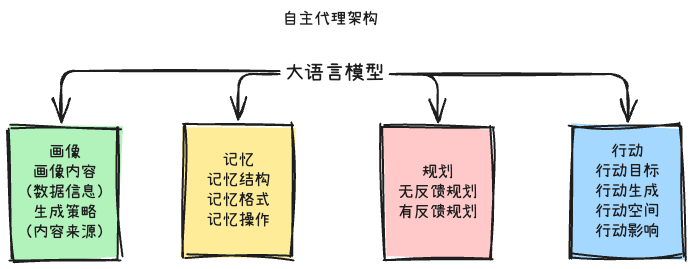 自主代理架构
大语言模型
画像
画像内容
(数据信息)
生成策略
(内容来源)
记忆
记忆结构
记忆格式
记忆操作
规划
无反馈规划
有反馈规划
行动
行动目标
行动生成
行动空间
行动影响